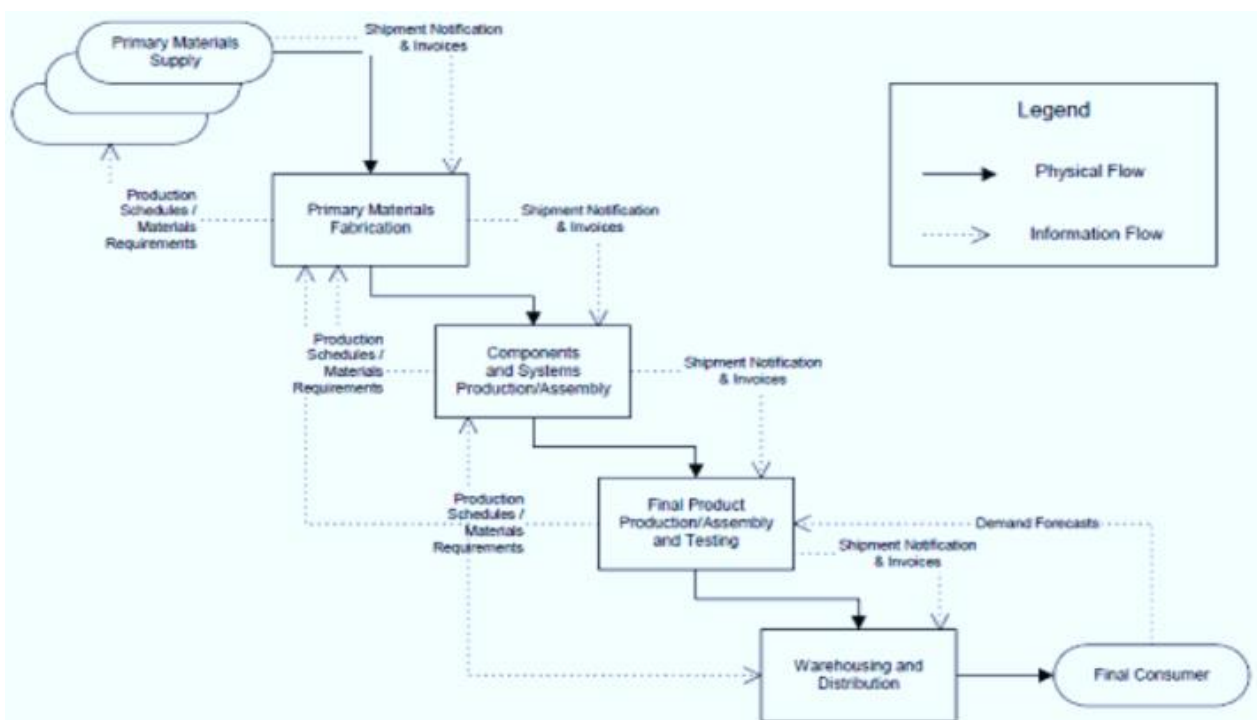 Primary Materials
Supply
Shipment Notification
& Invoices
Legend
Physical Flow
Information Flow
Production
Schedules /
Materials
Requirements
Primary Materials
Fabrication
Shipment Notification
& Invoices
Production
Schedules /
Materials
Requirements
Components
and Systems
Production/Assembly
Shipment Notification
& Invoices
Production
Schedules /
Materials
Requirements
Final Product
Production/Assembly
and Testing
Demand Forecasts
Shipment Notification
& Invoices
Warehousing and
Distribution
Final Consumer